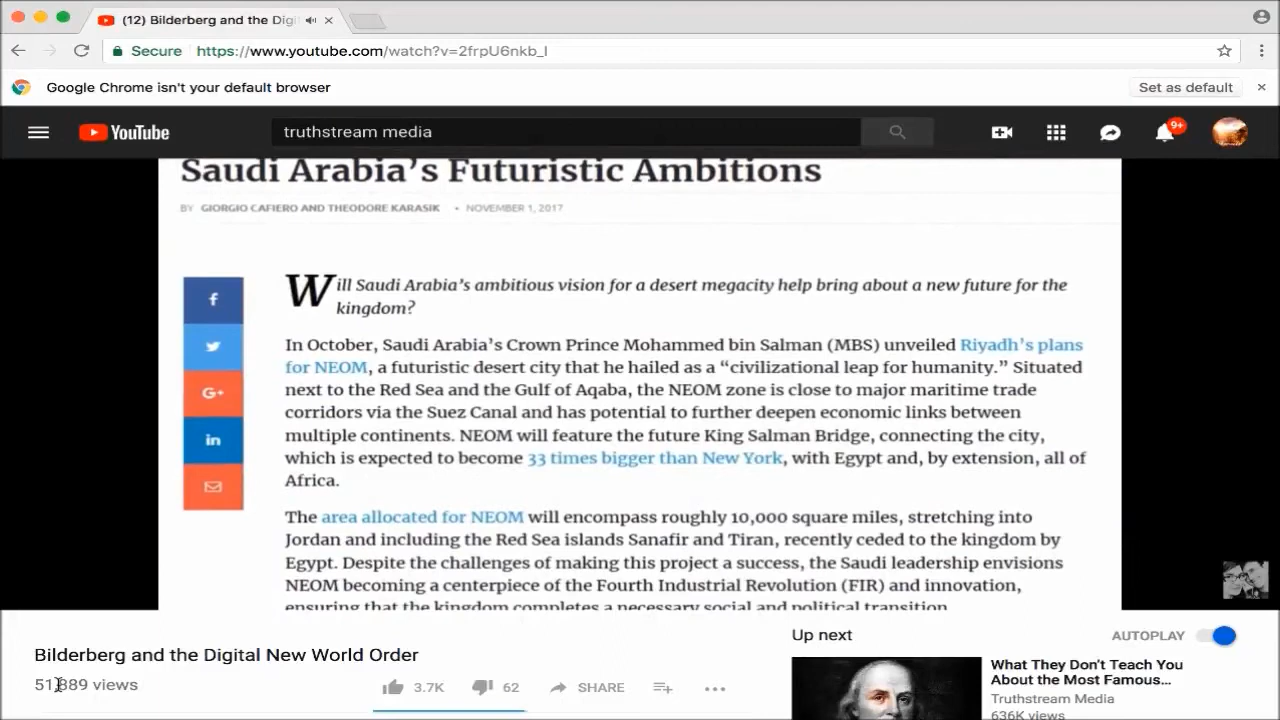 (12) Bilderberg and the Digi
Secure https://www.youtube.com/watch?v=2frpU6nkb_I
Google Chrome isn't your default browser Set as default
YouTube truthstream media 9+
Saudi Arabia's Futuristic Ambitions
BY GIORGIO CAFIERO AND THEODORE KARASIK • NOVEMBER 1, 2017
Will Saudi Arabia's ambitious vision for a desert megacity help bring about a new future for the
kingdom?
In October, Saudi Arabia's Crown Prince Mohammed bin Salman (MBS) unveiled Riyadh's plans
for NEOM, a futuristic desert city that he hailed as a “civilizational leap for humanity.” Situated
next to the Red Sea and the Gulf of Aqaba, the NEOM zone is close to major maritime trade
corridors via the Suez Canal and has potential to further deepen economic links between
multiple continents. NEOM will feature the future King Salman Bridge, connecting the city,
which is expected to become 33 times bigger than New York, with Egypt and, by extension, all of
Africa.
The area allocated for NEOM will encompass roughly 10,000 square miles, stretching into
Jordan and including the Red Sea islands Sanafir and Tiran, recently ceded to the kingdom by
Egypt. Despite the challenges of making this project a success, the Saudi leadership envisions
NEOM becoming a centerpiece of the Fourth Industrial Revolution (FIR) and innovation,
ensuring that the kingdom completes a necessary social and political transition.
Bilderberg and the Digital New World Order
views
3.7K 62 SHARE
Up next AUTOPLAY
What They Don't Teach You
About the Most Famous...
Truthstream Media
636K views